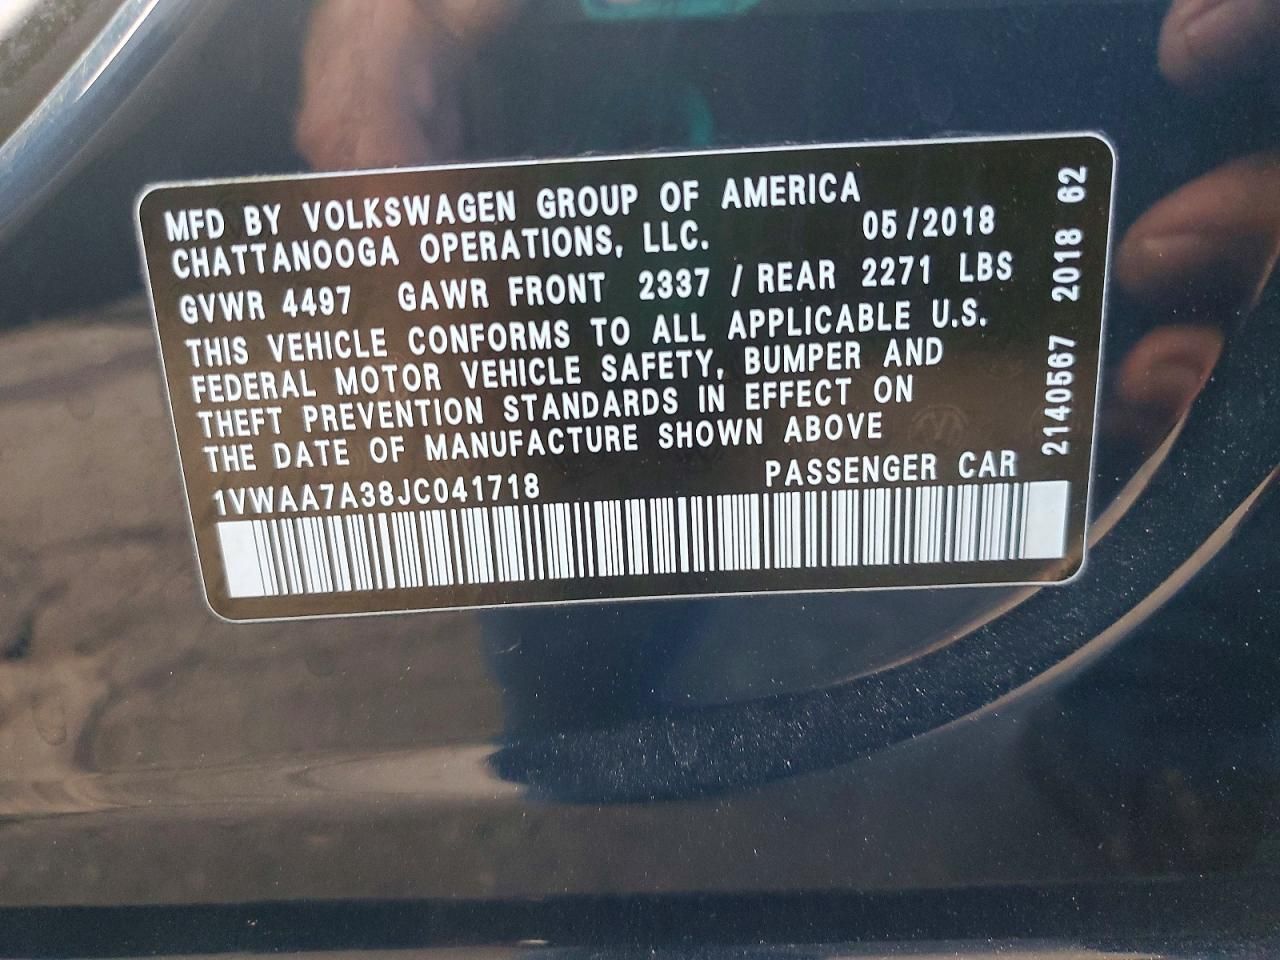 MFD BY VOLKSWAGEN GROUP OF AMERICA
CHATTANOOGA OPERATIONS, LLC. 05/2018
GVWR 4497 GAWR FRONT 2337 / REAR 2271 LBS
THIS VEHICLE CONFORMS TO ALL APPLICABLE U.S.
FEDERAL MOTOR VEHICLE SAFETY, BUMPER AND
THEFT PREVENTION STANDARDS IN EFFECT ON
THE DATE OF MANUFACTURE SHOWN ABOVE
1VWAA7A38JC041718 PASSENGER CAR
2140567 2018 62